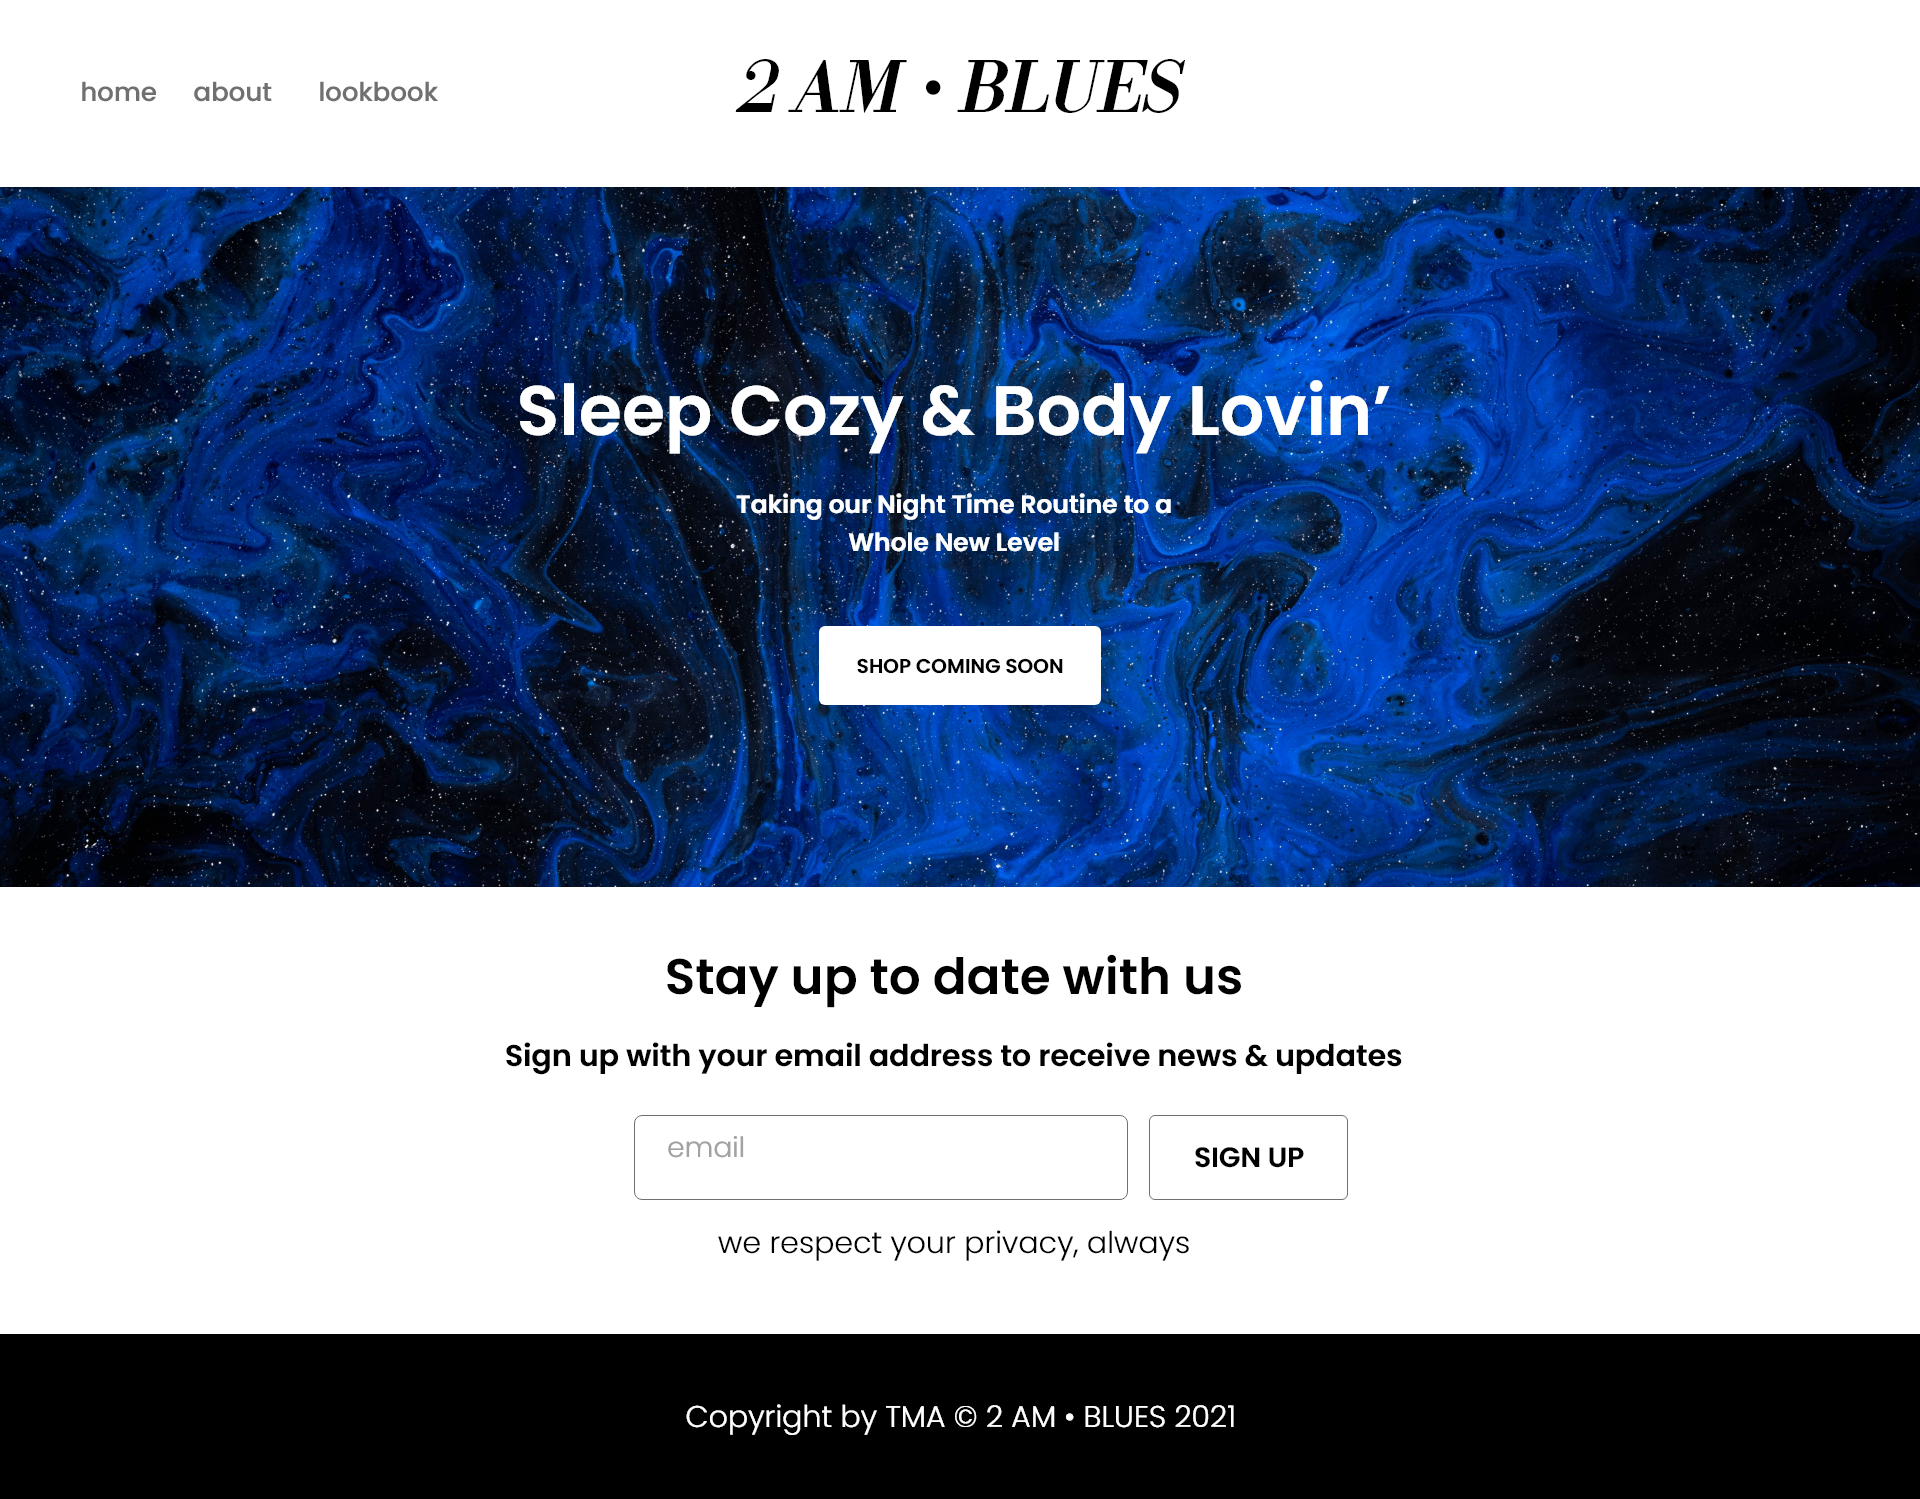 home about lookbook
2 AM • BLUES
Sleep Cozy & Body Lovin’
Taking our Night Time Routine to a
Whole New Level
SHOP COMING SOON
Stay up to date with us
Sign up with your email address to receive news & updates
email
SIGN UP
we respect your privacy, always
Copyright by TMA © 2 AM • BLUES 2021